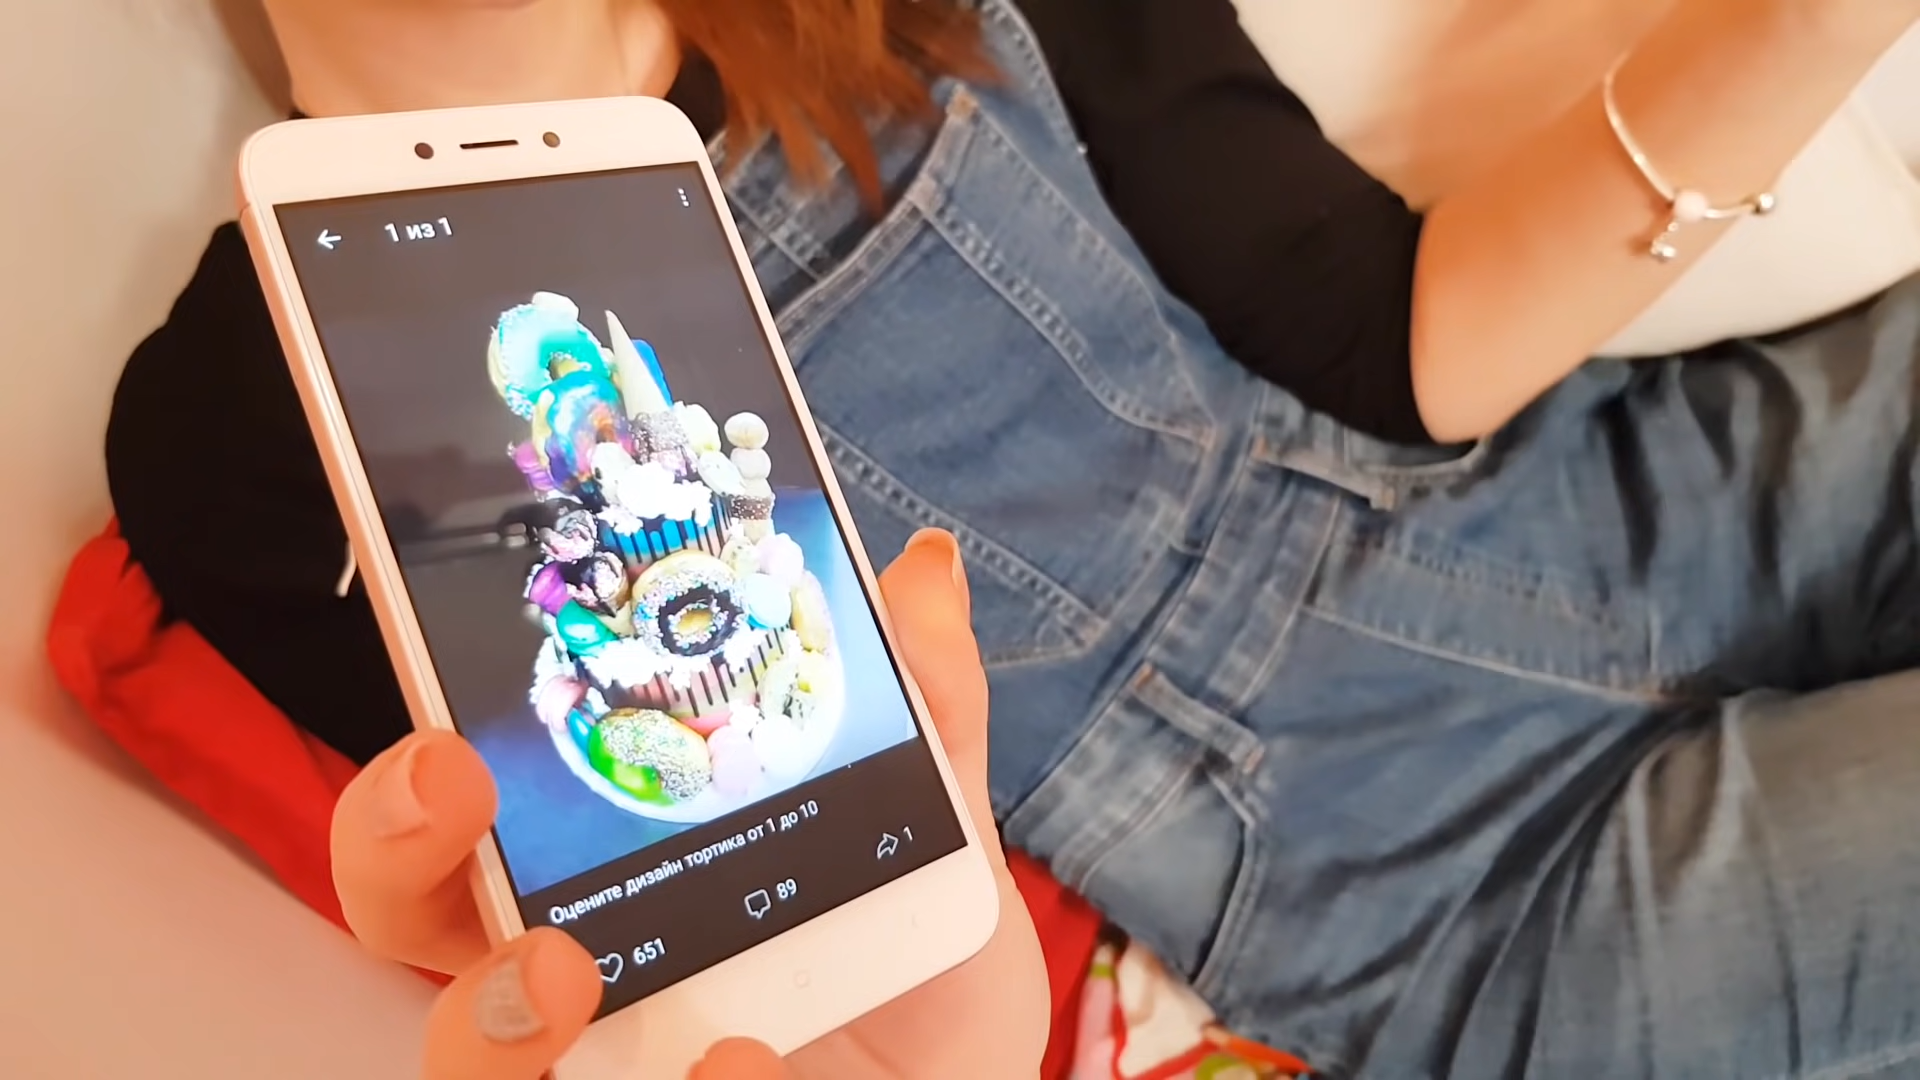 1 из 1
Оцените дизайн тортика от 1 до 10
651
89
1